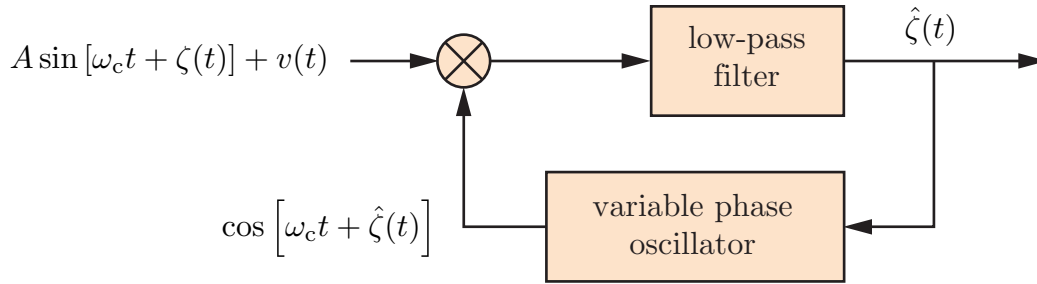 ζ̂(t)
A sin [ω_c t + ζ(t)] + v(t)
low-pass
filter
cos [ω_c t + ζ̂(t)]
variable phase
oscillator